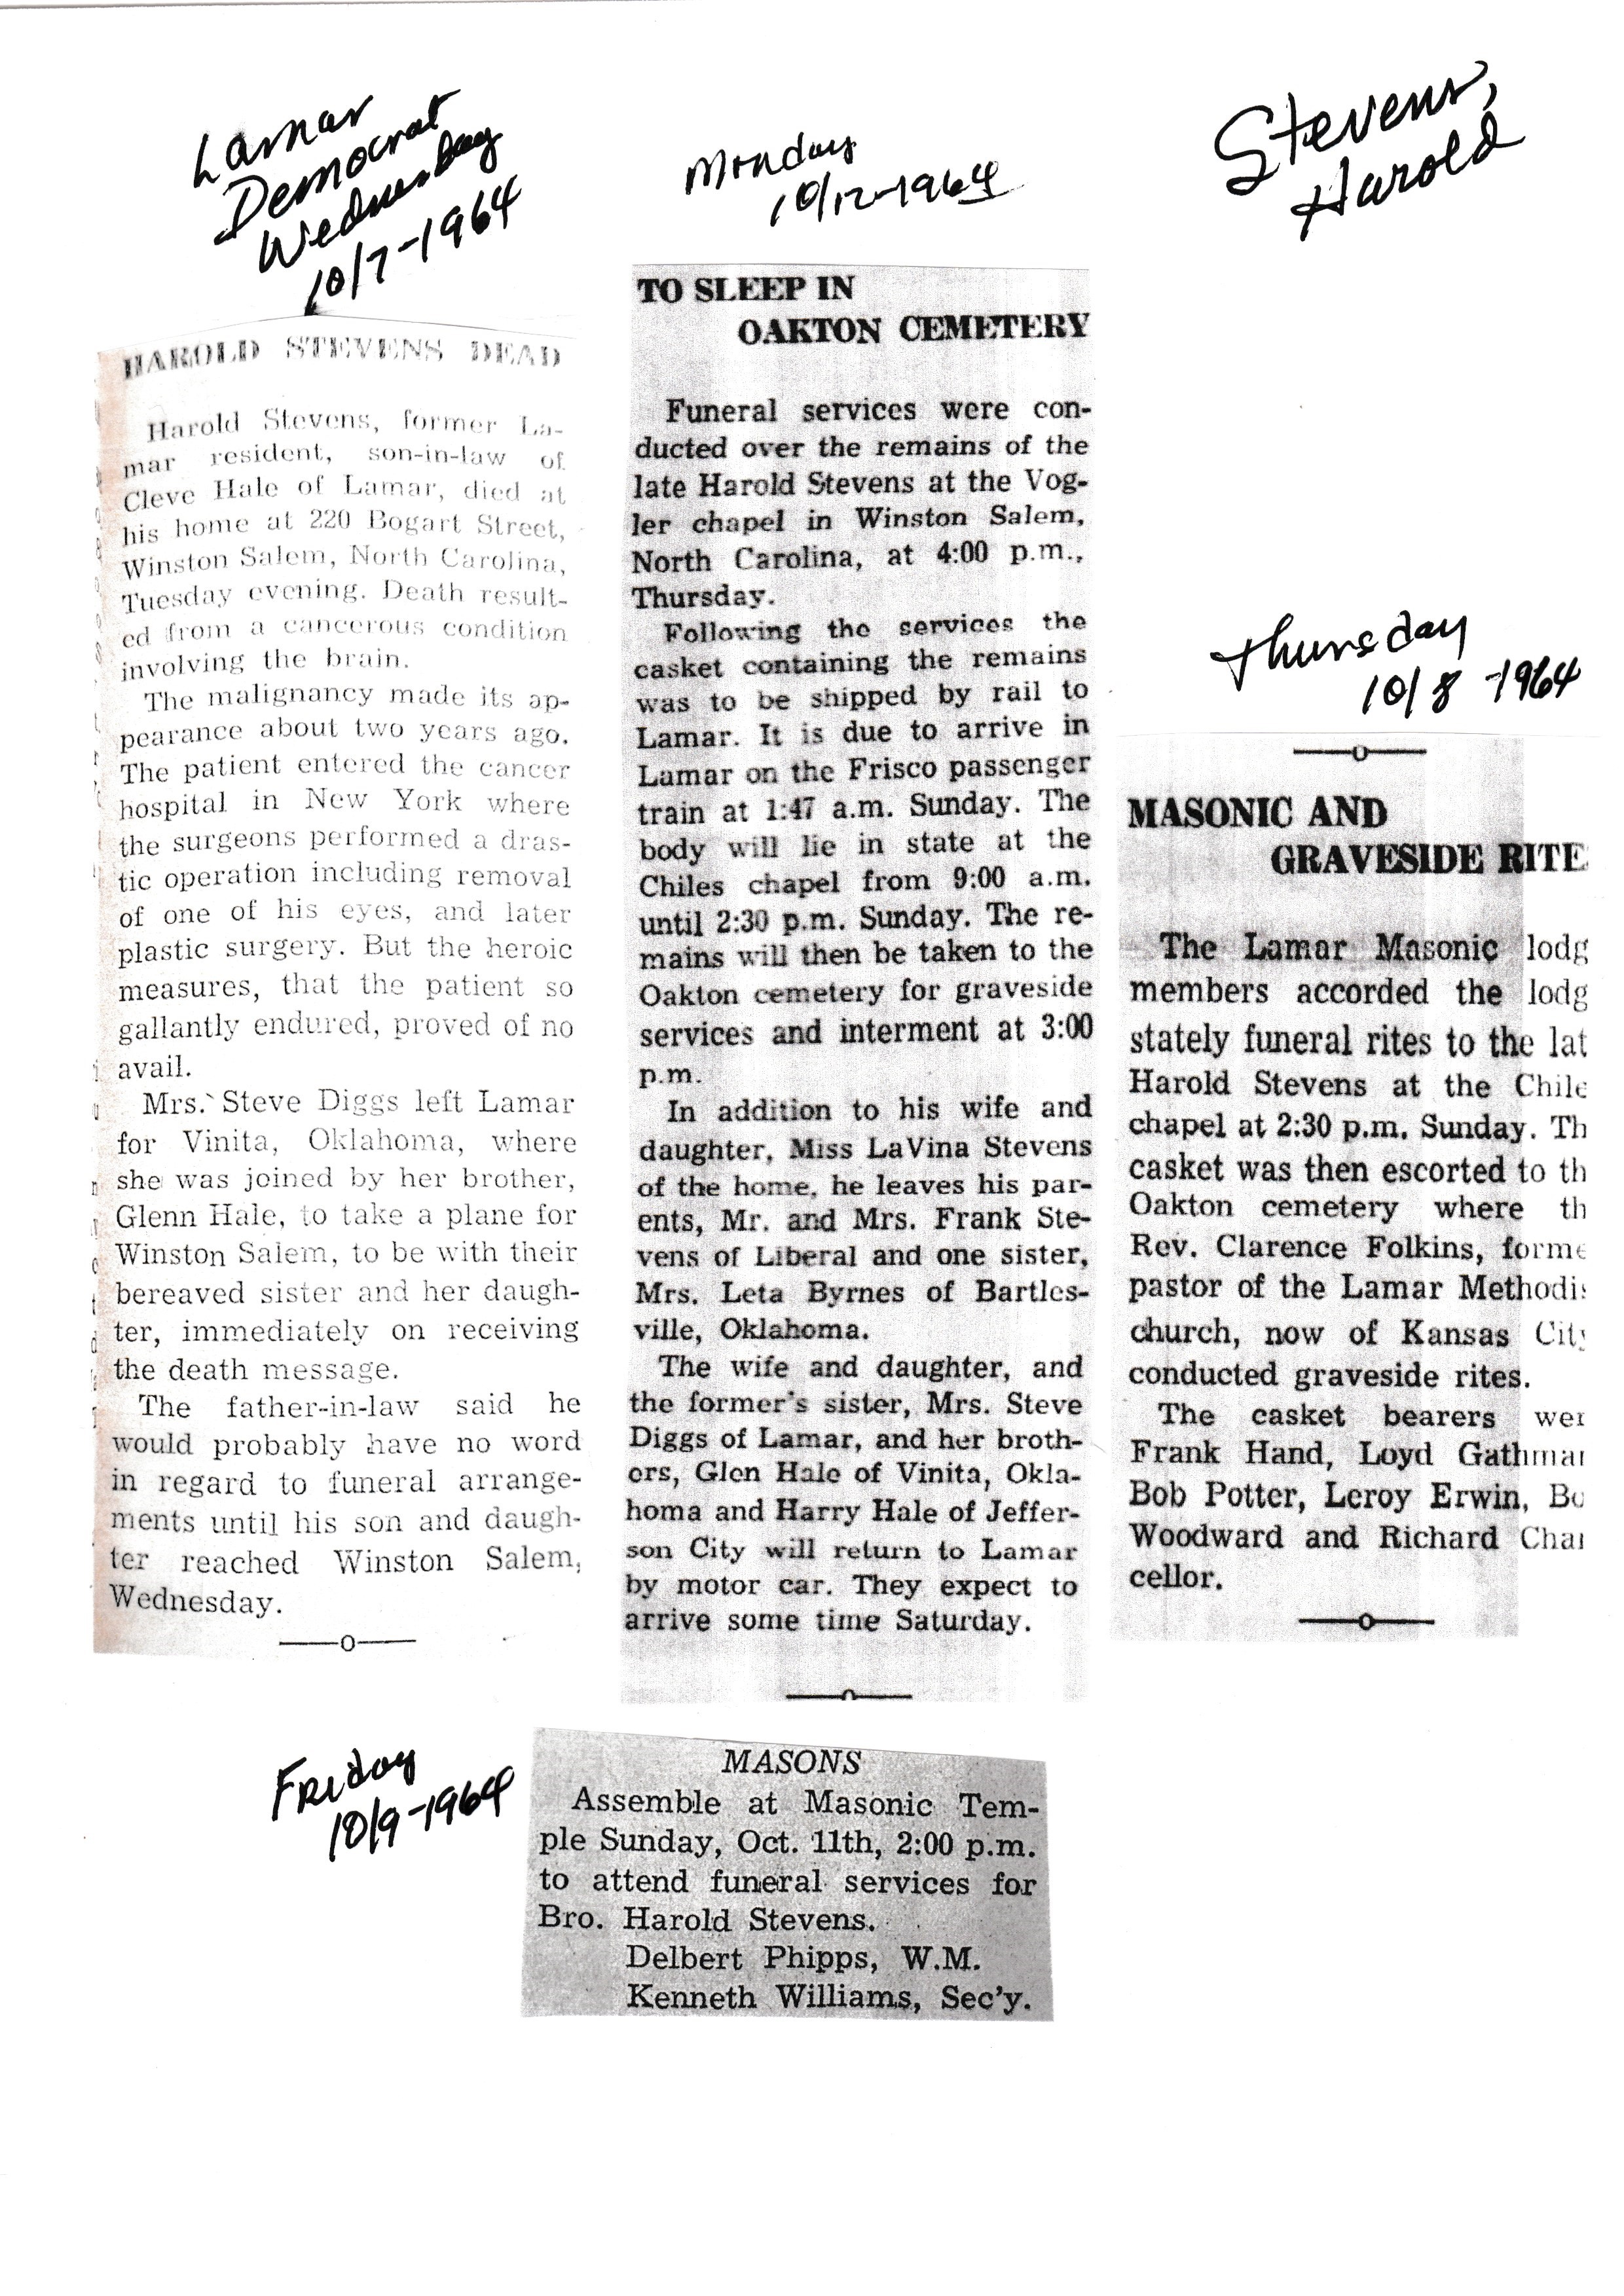 Lamar
Democrat
Wednesday
10/7-1964
HAROLD STEVENS DEAD
Harold Stevens, former La-
mar resident, son-in-law of
Cleve Hale of Lamar, died at
his home at 220 Bogart Street,
Winston Salem, North Carolina,
Tuesday evening. Death result-
ed from a cancerous condition
involving the brain.
The malignancy made its ap-
pearance about two years ago.
The patient entered the cancer
hospital in New York where
the surgeons performed a dras-
tic operation including removal
of one of his eyes, and later
plastic surgery. But the heroic
measures, that the patient so
gallantly endured, proved of no
avail.
Mrs. Steve Diggs left Lamar
for Vinita, Oklahoma, where
she was joined by her brother,
Glenn Hale, to take a plane for
Winston Salem, to be with their
bereaved sister and her daugh-
ter, immediately on receiving
the death message.
The father-in-law said he
would probably have no word
in regard to funeral arrange-
ments until his son and daugh-
ter reached Winston Salem,
Wednesday.
Monday
10/12-1964
TO SLEEP IN
OAKTON CEMETERY
Funeral services were con-
ducted over the remains of the
late Harold Stevens at the Vog-
ler chapel in Winston Salem,
North Carolina, at 4:00 p.m.,
Thursday.
Following the services the
casket containing the remains
was to be shipped by rail to
Lamar. It is due to arrive in
Lamar on the Frisco passenger
train at 1:47 a.m. Sunday. The
body will lie in state at the
Chiles chapel from 9:00 a.m.
until 2:30 p.m. Sunday. The re-
mains will then be taken to the
Oakton cemetery for graveside
services and interment at 3:00
p.m.
In addition to his wife and
daughter, Miss LaVina Stevens
of the home, he leaves his par-
ents, Mr. and Mrs. Frank Ste-
vens of Liberal and one sister,
Mrs. Leta Byrnes of Bartles-
ville, Oklahoma.
The wife and daughter, and
the former's sister, Mrs. Steve
Diggs of Lamar, and her broth-
ers, Glen Hale of Vinita, Okla-
homa and Harry Hale of Jeffer-
son City will return to Lamar
by motor car. They expect to
arrive some time Saturday.
Stevens,
Harold
Thursday
10/8-1964
MASONIC AND
GRAVESIDE RITE
The Lamar Masonic lodg
members accorded the lodg
stately funeral rites to the lat
Harold Stevens at the Chile
chapel at 2:30 p.m. Sunday. Th
casket was then escorted to th
Oakton cemetery where th
Rev. Clarence Folkins, forme
pastor of the Lamar Methodis
church, now of Kansas City
conducted graveside rites.
The casket bearers wer
Frank Hand, Loyd Gathmar
Bob Potter, Leroy Erwin, Bo
Woodward and Richard Chan
cellor.
Friday
10/9-1964
MASONS
Assemble at Masonic Tem-
ple Sunday, Oct. 11th, 2:00 p.m.
to attend funeral services for
Bro. Harold Stevens.
Delbert Phipps, W.M.
Kenneth Williams, Sec'y.